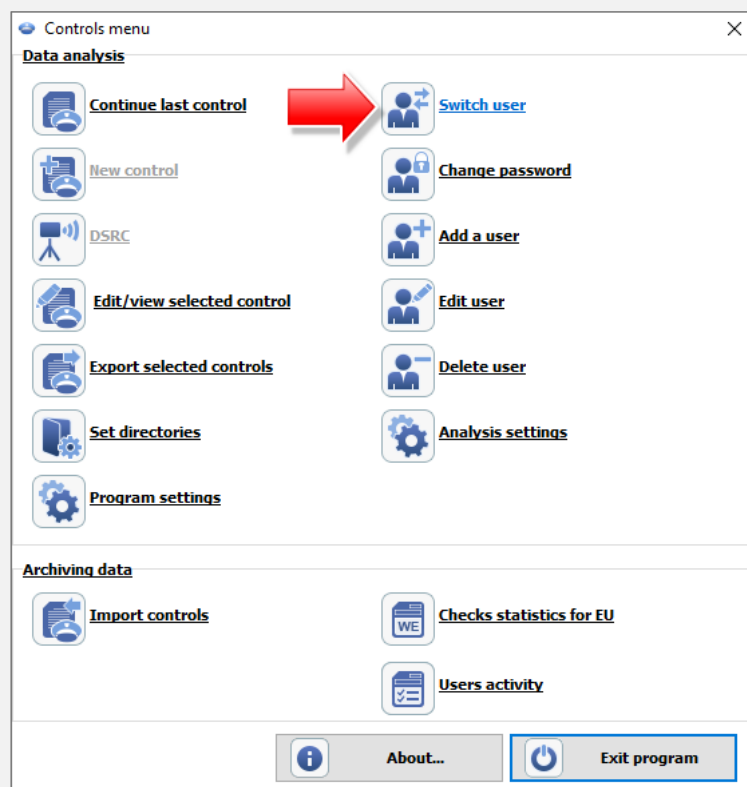 Controls menu
Data analysis
Continue last control
Switch user
New control
Change password
DSRC
Add a user
Edit/view selected control
Edit user
Export selected controls
Delete user
Set directories
Analysis settings
Program settings
Archiving data
Import controls
WE
Checks statistics for EU
Users activity
About...
Exit program